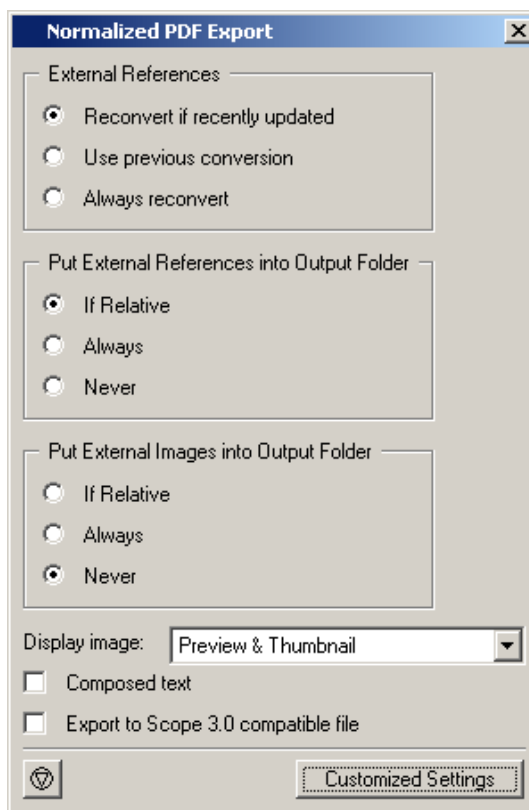 Normalized PDF Export
External References
Reconvert if recently updated
Use previous conversion
Always reconvert
Put External References into Output Folder
If Relative
Always
Never
Put External Images into Output Folder
If Relative
Always
Never
Display image: Preview & Thumbnail
Composed text
Export to Scope 3.0 compatible file
Customized Settings